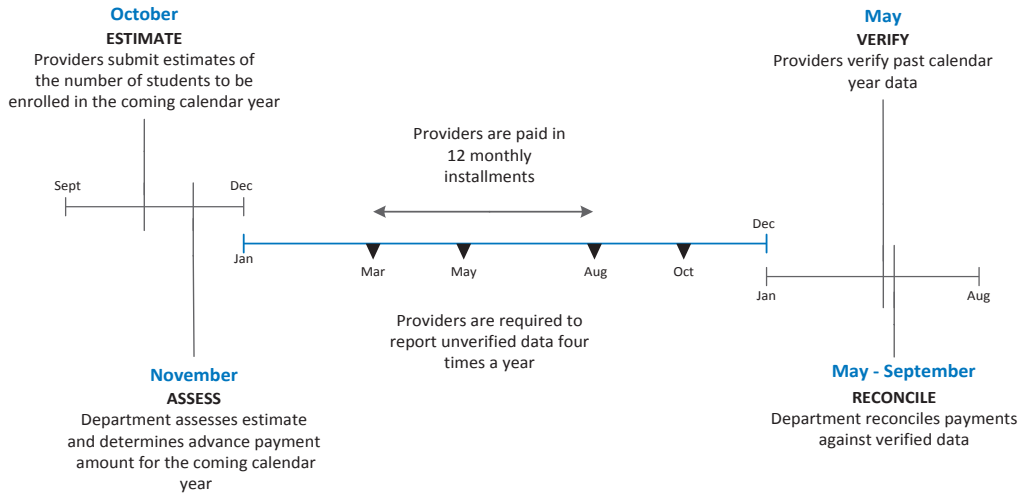 October
ESTIMATE
Providers submit estimates of
the number of students to be
enrolled in the coming calendar year
May
VERIFY
Providers verify past calendar
year data
Providers are paid in
12 monthly
installments
Sept
Dec
Jan
Mar
May
Aug
Oct
Dec
Jan
Aug
Providers are required to
report unverified data four
times a year
November
ASSESS
Department assesses estimate
and determines advance payment
amount for the coming calendar
year
May - September
RECONCILE
Department reconciles payments
against verified data